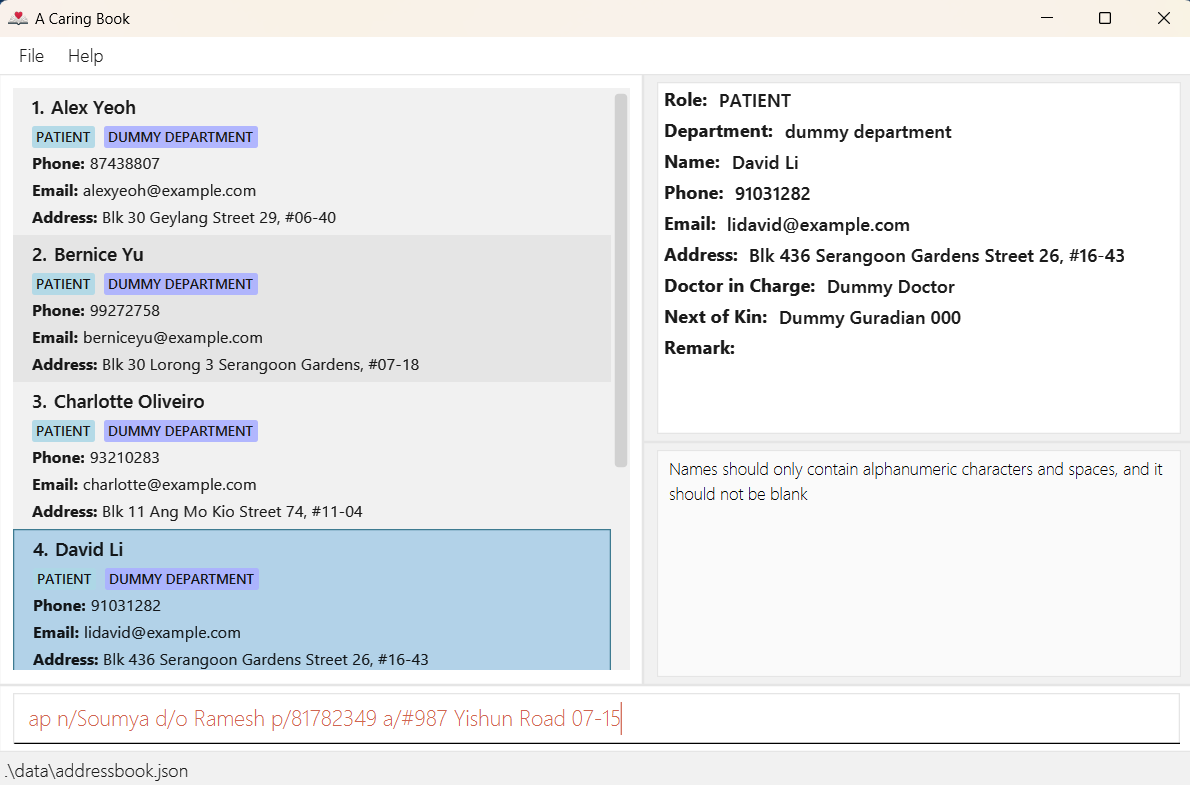 A Caring Book
File Help
1. Alex Yeoh
PATIENT DUMMY DEPARTMENT
Phone: 87438807
Email: alexyeoh@example.com
Address: Blk 30 Geylang Street 29, #06-40
2. Bernice Yu
PATIENT DUMMY DEPARTMENT
Phone: 99272758
Email: berniceyu@example.com
Address: Blk 30 Lorong 3 Serangoon Gardens, #07-18
3. Charlotte Oliveiro
PATIENT DUMMY DEPARTMENT
Phone: 93210283
Email: charlotte@example.com
Address: Blk 11 Ang Mo Kio Street 74, #11-04
4. David Li
PATIENT DUMMY DEPARTMENT
Phone: 91031282
Email: lidavid@example.com
Address: Blk 436 Serangoon Gardens Street 26, #16-43
Role: PATIENT
Department: dummy department
Name: David Li
Phone: 91031282
Email: lidavid@example.com
Address: Blk 436 Serangoon Gardens Street 26, #16-43
Doctor in Charge: Dummy Doctor
Next of Kin: Dummy Guradian 000
Remark:
Names should only contain alphanumeric characters and spaces, and it
should not be blank
ap n/Soumya d/o Ramesh p/81782349 a/#987 Yishun Road 07-15
.\data\addressbook.json